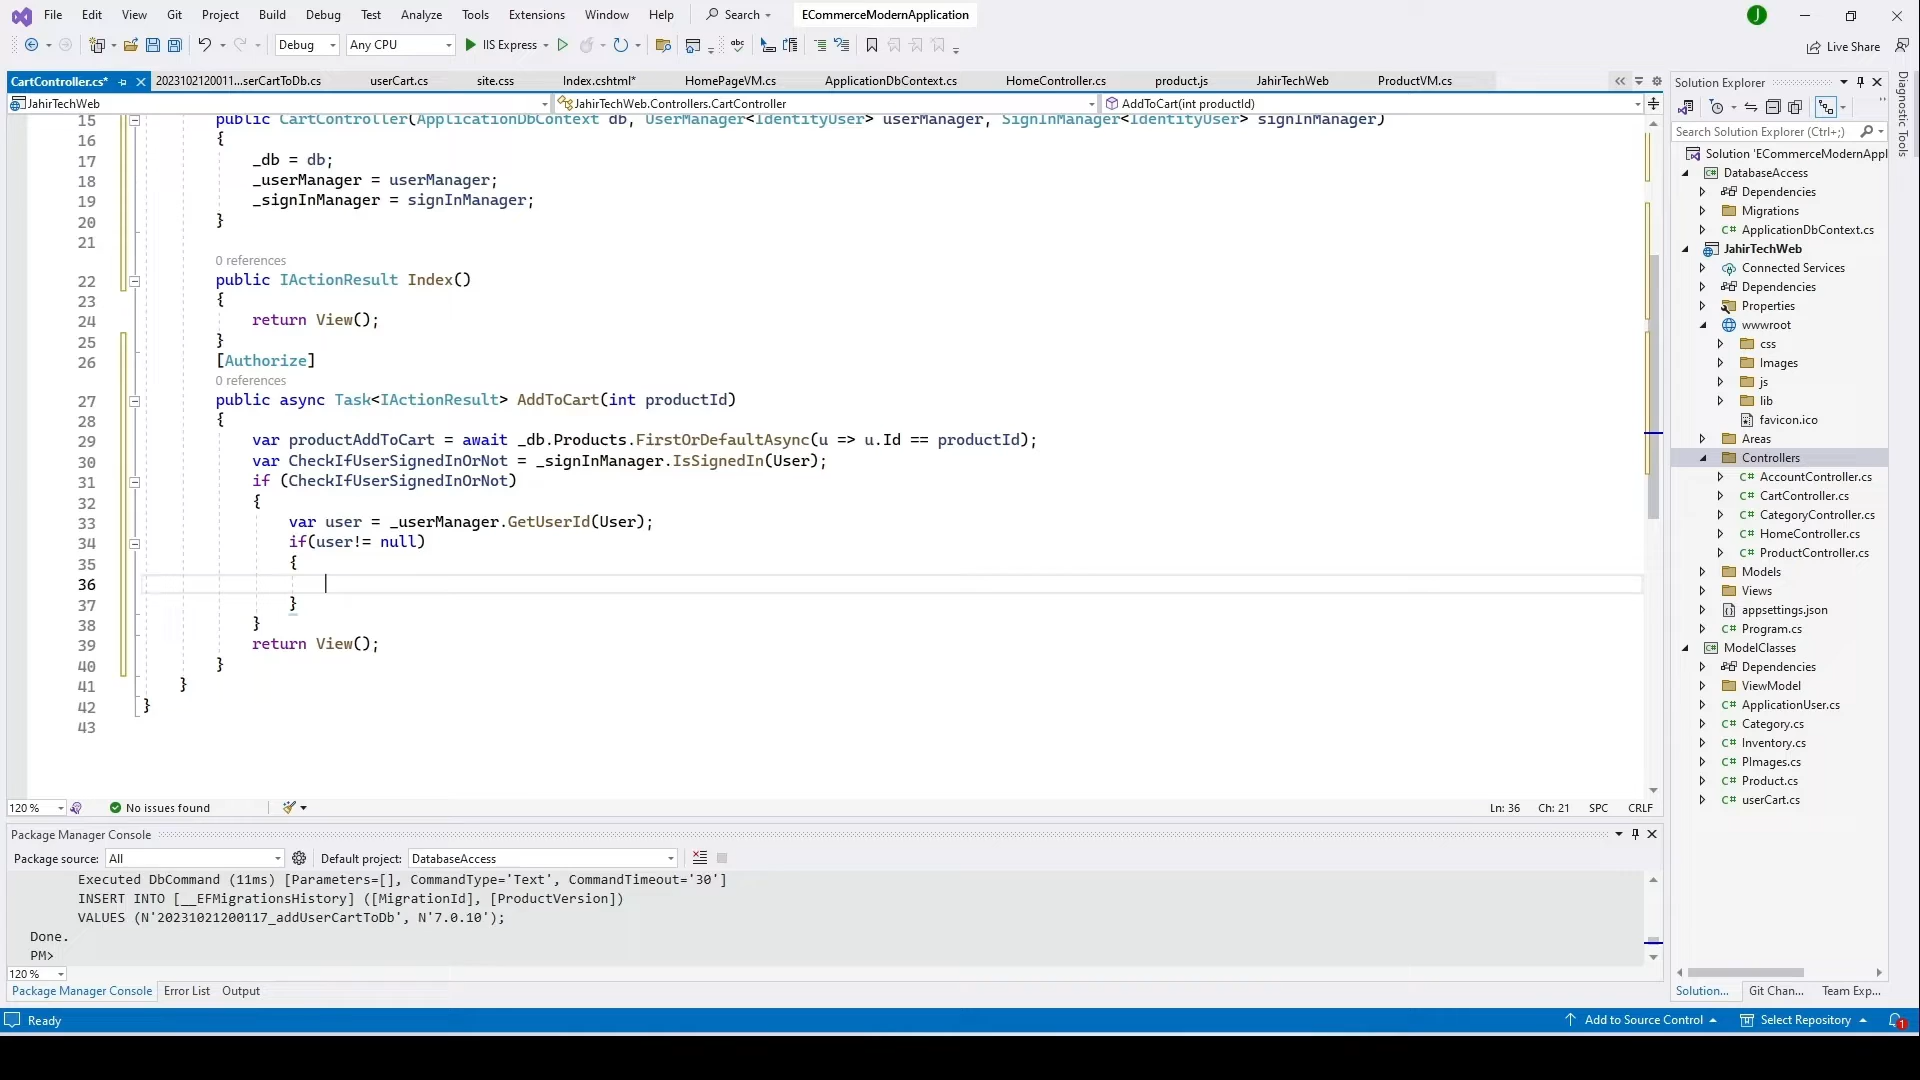 File Edit View Git Project Build Debug Test Analyze Tools Extensions Window Help Search ECommerceModernApplication J
Debug Any CPU IIS Express Live Share
CartController.cs* 2023102120011...serCartToDb.cs userCart.cs site.css Index.cshtml* HomePageVM.cs ApplicationDbContext.cs HomeController.cs product.js JahirTechWeb ProductVM.cs
JahirTechWeb JahirTechWeb.Controllers.CartController AddToCart(int productId)
15 public CartController(ApplicationDbContext db, UserManager<IdentityUser> userManager, SignInManager<IdentityUser> signInManager)
16 {
17 _db = db;
18 _userManager = userManager;
19 _signInManager = signInManager;
20 }
21
0 references
22 public IActionResult Index()
23 {
24 return View();
25 }
26 [Authorize]
0 references
27 public async Task<IActionResult> AddToCart(int productId)
28 {
29 var productAddToCart = await _db.Products.FirstOrDefaultAsync(u => u.Id == productId);
30 var CheckIfUserSignedInOrNot = _signInManager.IsSignedIn(User);
31 if (CheckIfUserSignedInOrNot)
32 {
33 var user = _userManager.GetUserId(User);
34 if(user!= null)
35 {
36
37 }
38 }
39 return View();
40 }
41 }
42 }
43
120 % No issues found Ln: 36 Ch: 21 SPC CRLF
Package Manager Console
Package source: All Default project: DatabaseAccess
Executed DbCommand (11ms) [Parameters=[], CommandType='Text', CommandTimeout='30']
INSERT INTO [__EFMigrationsHistory] ([MigrationId], [ProductVersion])
VALUES (N'20231021200117_addUserCartToDb', N'7.0.10');
Done.
PM>
120 %
Package Manager Console Error List Output
Solution Explorer
Search Solution Explorer (Ctrl+;)
Solution 'ECommerceModernAppl
DatabaseAccess
Dependencies
Migrations
C# ApplicationDbContext.cs
JahirTechWeb
Connected Services
Dependencies
Properties
wwwroot
css
Images
js
lib
favicon.ico
Areas
Controllers
C# AccountController.cs
C# CartController.cs
C# CategoryController.cs
C# HomeController.cs
C# ProductController.cs
Models
Views
appsettings.json
C# Program.cs
ModelClasses
Dependencies
ViewModel
C# ApplicationUser.cs
C# Category.cs
C# Inventory.cs
C# PImages.cs
C# Product.cs
C# userCart.cs
Solution... Git Chan... Team Exp...
Diagnostic Tools
Ready Add to Source Control Select Repository 1